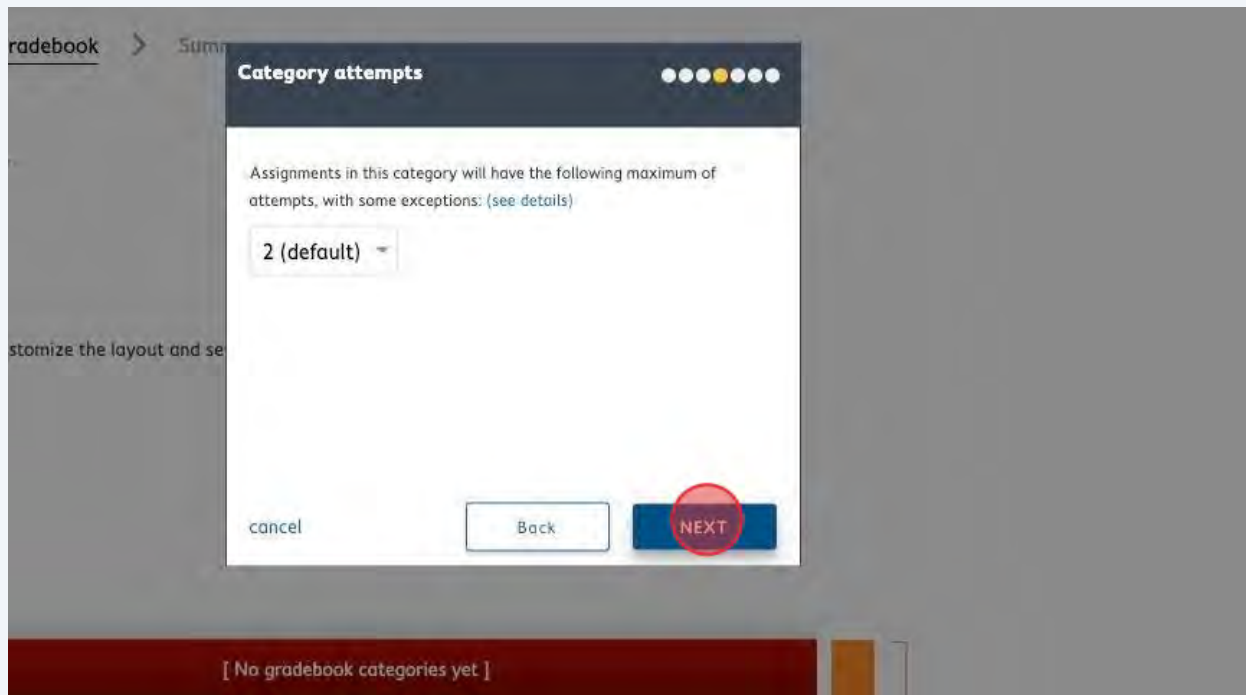 radebook > Summ
Category attempts
Assignments in this category will have the following maximum of
attempts, with some exceptions: (see details)
2 (default)
stomize the layout and se
cancel
Back
NEXT
[ No gradebook categories yet ]